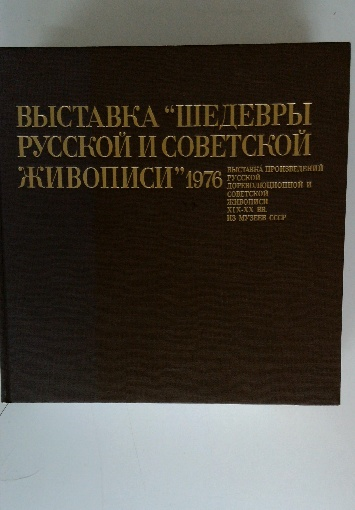 ВЫСТАВКА “ШЕДЕВРЫ
РУССКОЙ И СОВЕТСКОЙ
ЖИВОПИСИ” 1976
ВЫСТАВКА ПРОИЗВЕДЕНИЙ
РУССКОЙ
ДОРЕВОЛЮЦИОННОЙ И
СОВЕТСКОЙ
ЖИВОПИСИ
XIX-XX ВВ.
ИЗ МУЗЕЕВ СССР